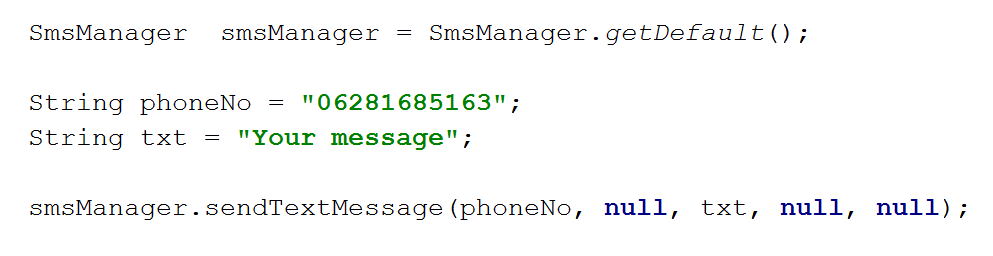 SmsManager  smsManager = SmsManager.getDefault();
String phoneNo = "06281685163";
String txt = "Your message";
smsManager.sendTextMessage(phoneNo, null, txt, null, null);